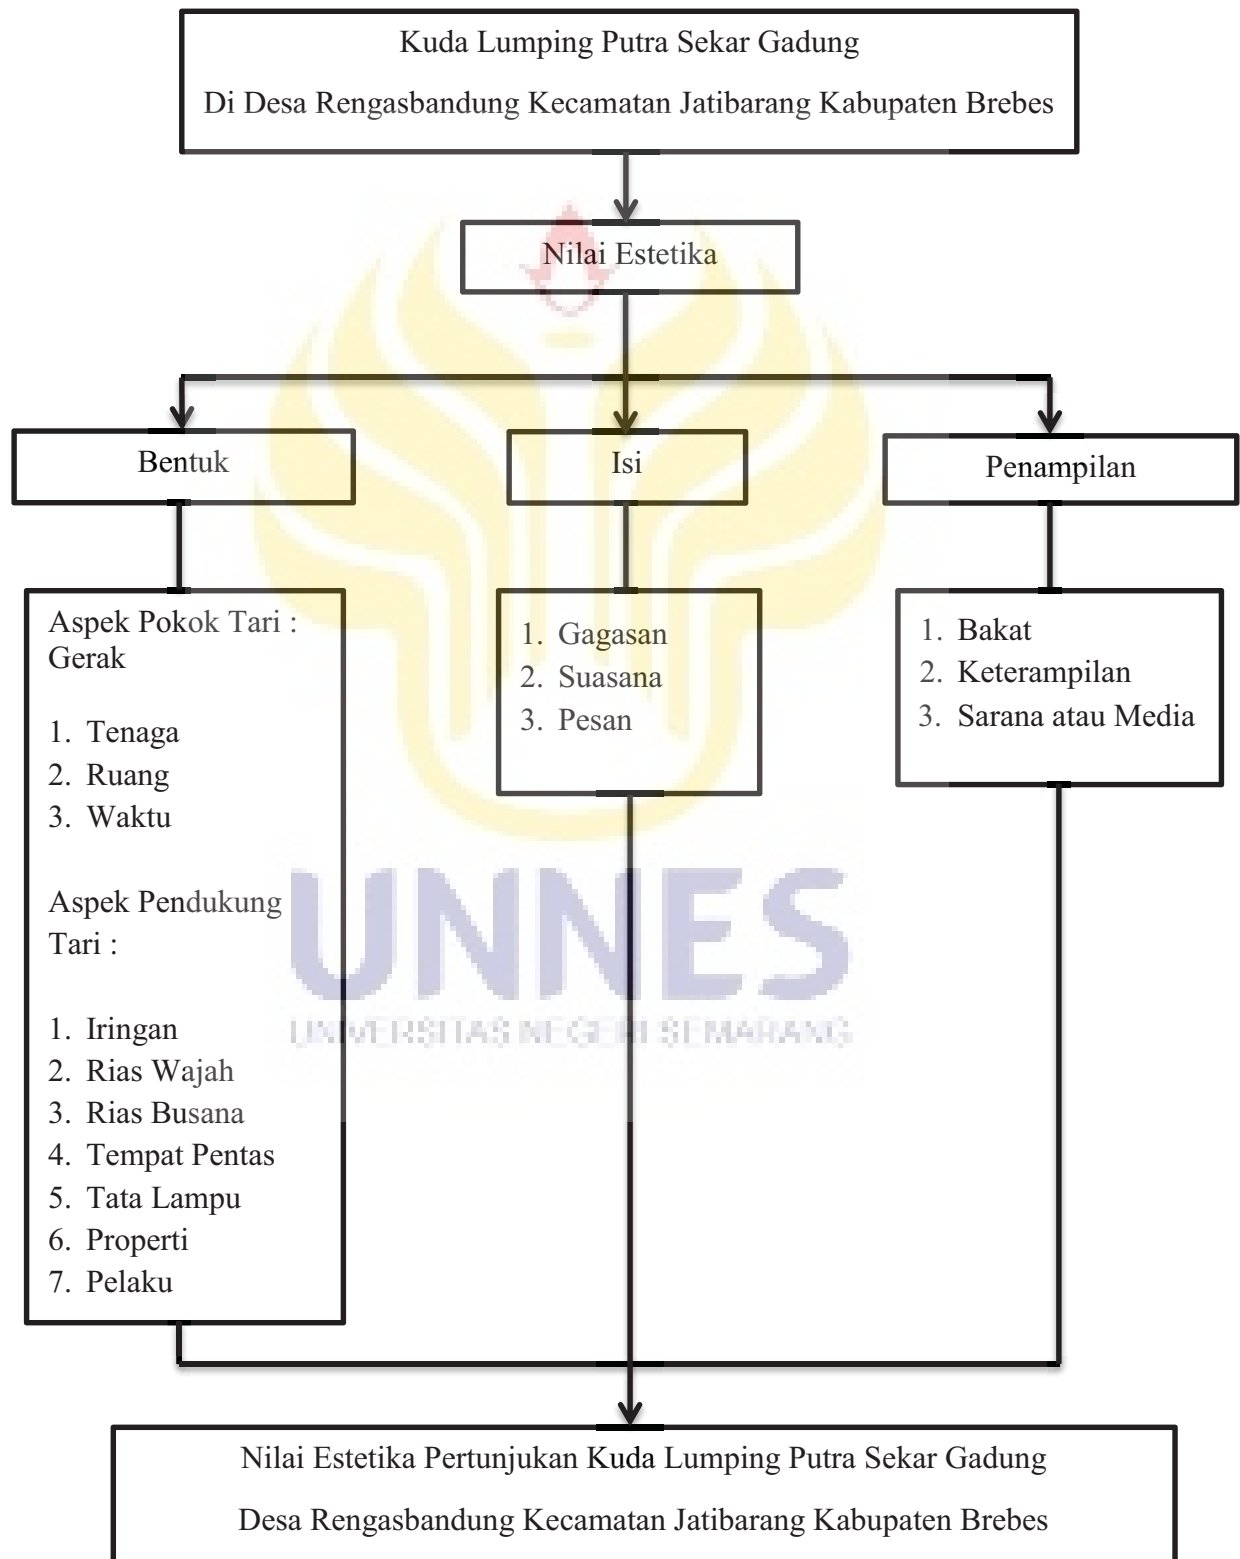 Kuda Lumping Putra Sekar Gadung
Di Desa Rengasbandung Kecamatan Jatibarang Kabupaten Brebes
Nilai Estetika
Bentuk
Isi
Penampilan
Aspek Pokok Tari :
Gerak
1. Tenaga
2. Ruang
3. Waktu
Aspek Pendukung
Tari :
1. Iringan
2. Rias Wajah
3. Rias Busana
4. Tempat Pentas
5. Tata Lampu
6. Properti
7. Pelaku
1. Gagasan
2. Suasana
3. Pesan
1. Bakat
2. Keterampilan
3. Sarana atau Media
UNNES
UNIVERSITAS NEGERI SEMARANG
Nilai Estetika Pertunjukan Kuda Lumping Putra Sekar Gadung
Desa Rengasbandung Kecamatan Jatibarang Kabupaten Brebes